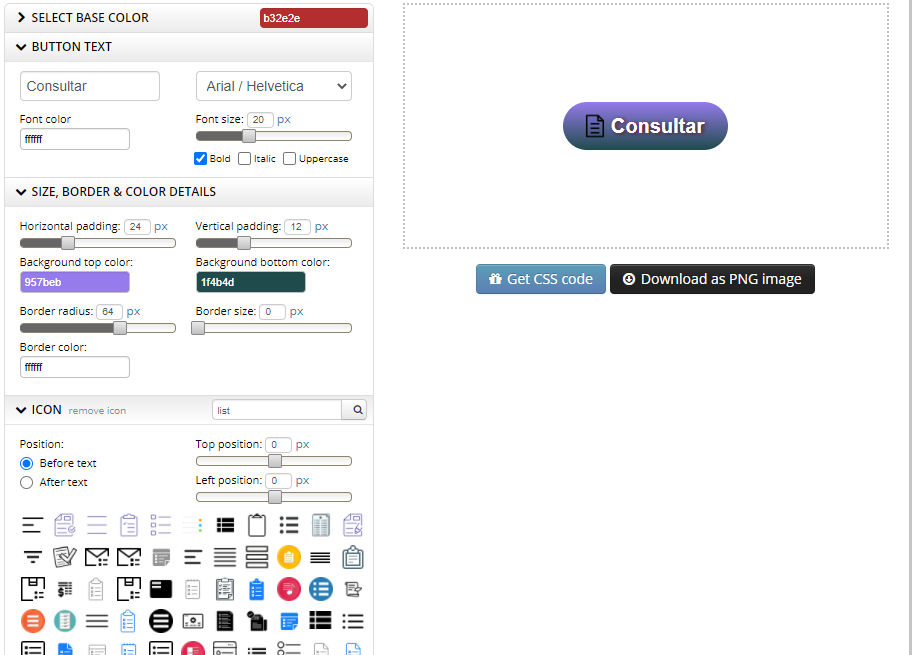 SELECT BASE COLOR
b32e2e
BUTTON TEXT
Consultar
Arial / Helvetica
Font color
ffffff
Font size: 20 px
Bold Italic Uppercase
SIZE, BORDER & COLOR DETAILS
Horizontal padding: 24 px
Vertical padding: 12 px
Background top color:
957beb
Background bottom color:
1f4b4d
Border radius: 64 px
Border size: 0 px
Border color:
ffffff
ICON remove icon
list
Position:
Before text
After text
Top position: 0 px
Left position: 0 px
Consultar
Get CSS code
Download as PNG image